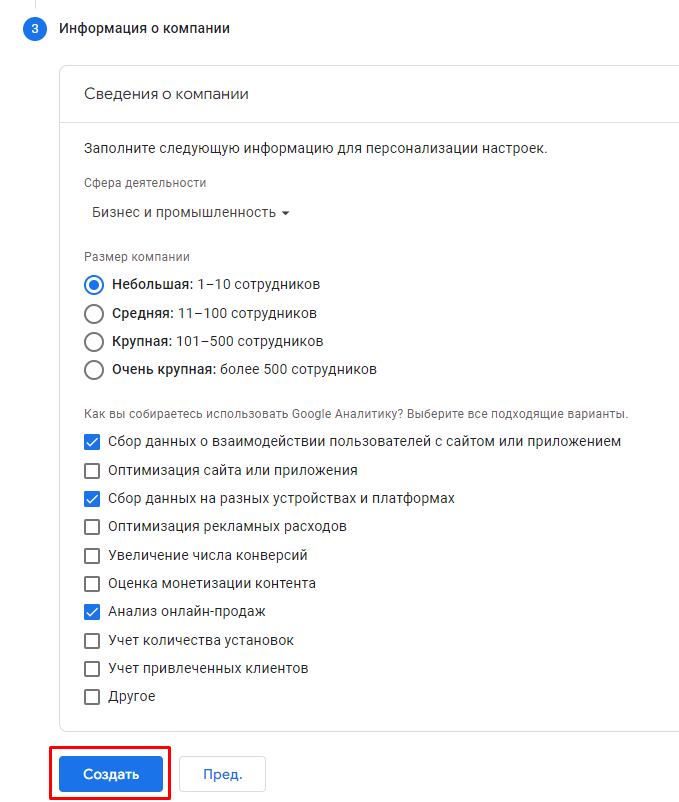 3 Информация о компании
Сведения о компании
Заполните следующую информацию для персонализации настроек.
Сфера деятельности
Бизнес и промышленность
Размер компании
Небольшая: 1–10 сотрудников
Средняя: 11–100 сотрудников
Крупная: 101–500 сотрудников
Очень крупная: более 500 сотрудников
Как вы собираетесь использовать Google Аналитику? Выберите все подходящие варианты.
Сбор данных о взаимодействии пользователей с сайтом или приложением
Оптимизация сайта или приложения
Сбор данных на разных устройствах и платформах
Оптимизация рекламных расходов
Увеличение числа конверсий
Оценка монетизации контента
Анализ онлайн-продаж
Учет количества установок
Учет привлеченных клиентов
Другое
Создать Пред.